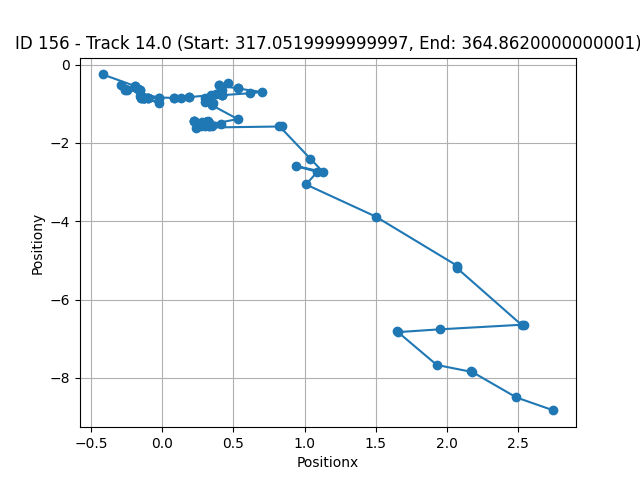 ID 156 - Track 14.0 (Start: 317.0519999999997, End: 364.8620000000001)
0
−2
−4
−6
−8
Positiony
−0.5 0.0 0.5 1.0 1.5 2.0 2.5
Positionx